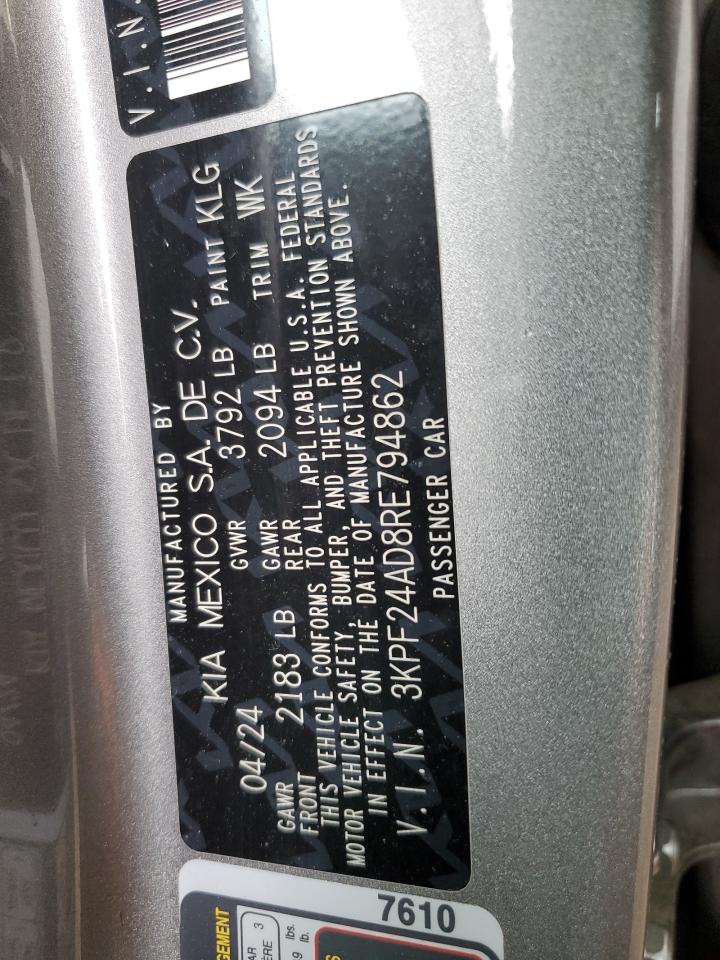 V.I.N.
MANUFACTURED BY
KIA MEXICO S.A. DE C.V.
04/24 GVWR 3792 LB PAINT KLG
GAWR FRONT 2183 LB GAWR REAR 2094 LB TRIM WK
THIS VEHICLE CONFORMS TO ALL APPLICABLE U.S.A. FEDERAL
MOTOR VEHICLE SAFETY, BUMPER, AND THEFT PREVENTION STANDARDS
IN EFFECT ON THE DATE OF MANUFACTURE SHOWN ABOVE.
V.I.N. 3KPF24AD8RE794862
PASSENGER CAR
7610